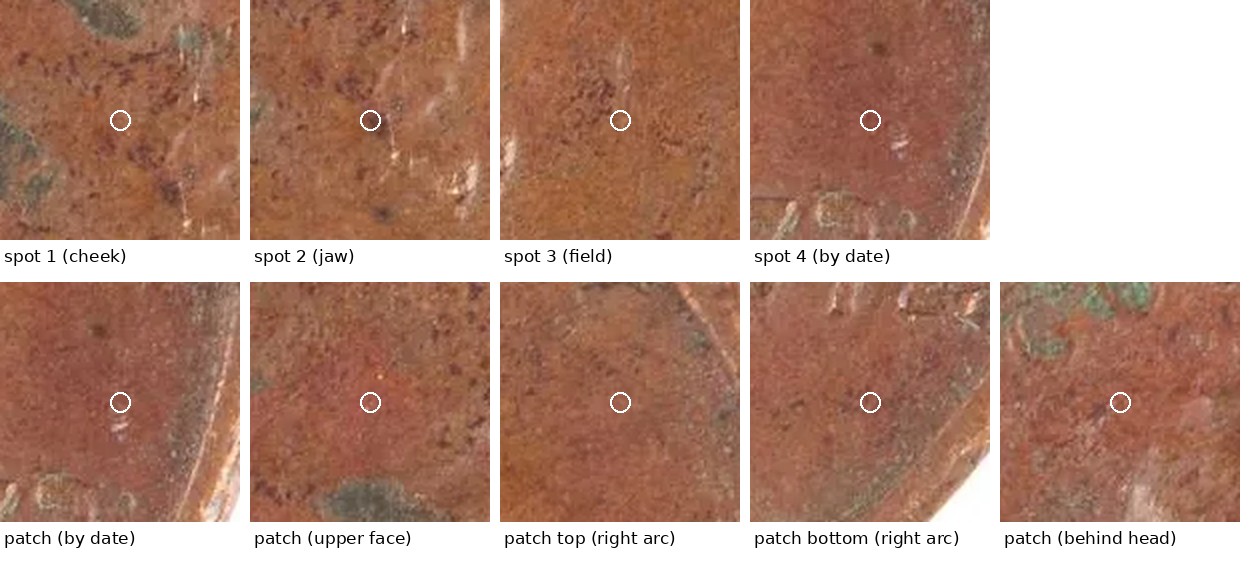 spot 1 (cheek)
spot 2 (jaw)
spot 3 (field)
spot 4 (by date)
patch (by date)
patch (upper face)
patch top (right arc)
patch bottom (right arc)
patch (behind head)